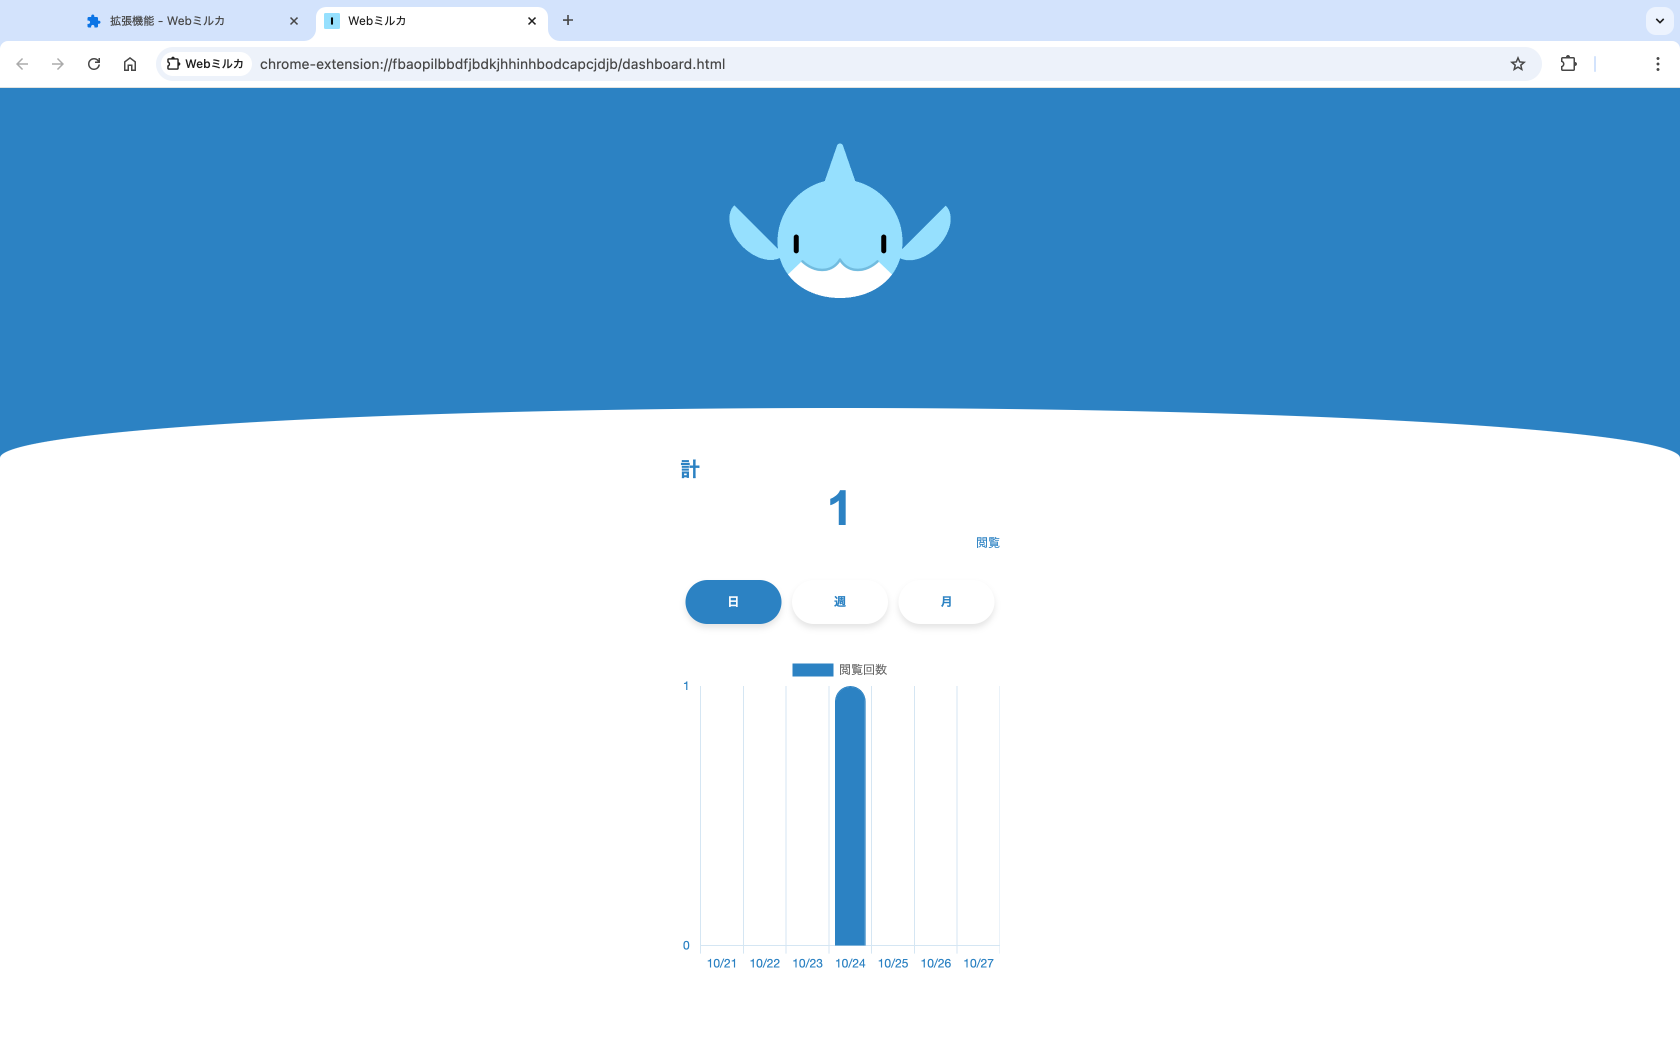 拡張機能 - Webミルカ
Webミルカ
Webミルカ
chrome-extension://fbaopilbbdfjbdkjhhinhbodcapcjdjb/dashboard.html
計
1
閲覧
日 週 月
閲覧回数
1
0
10/21 10/22 10/23 10/24 10/25 10/26 10/27